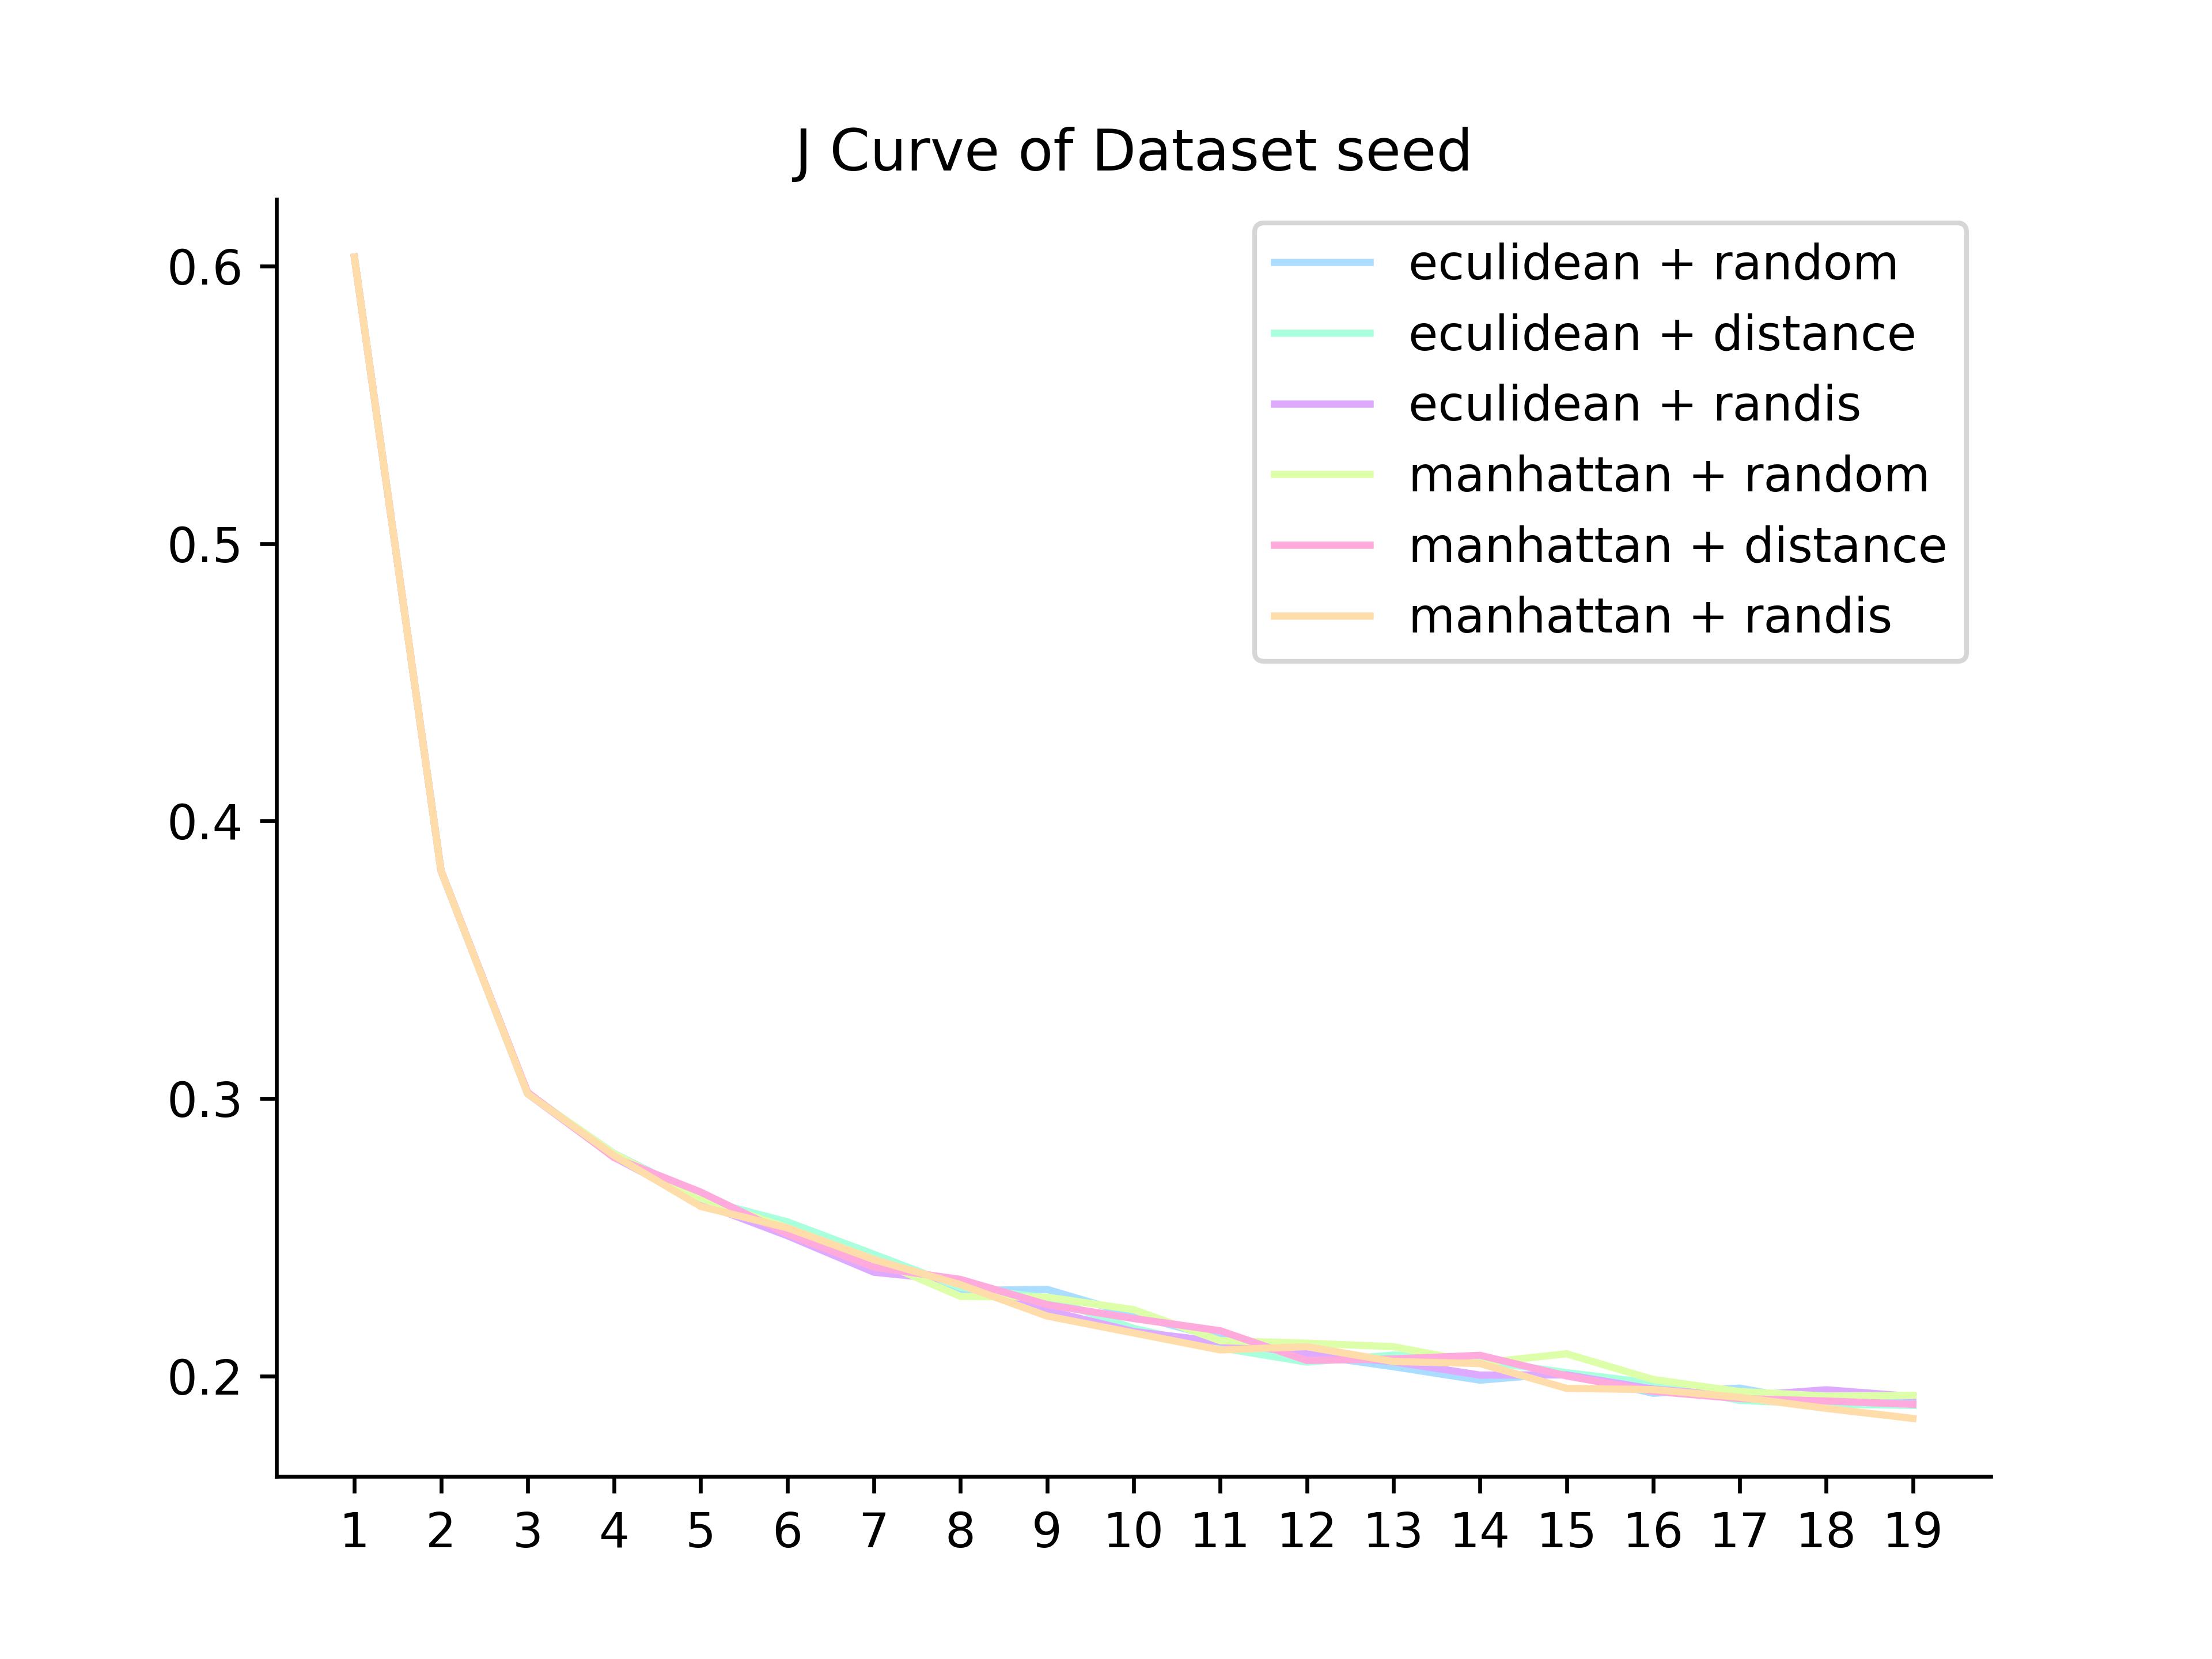 J Curve of Dataset seed
eculidean + random
eculidean + distance
eculidean + randis
manhattan + random
manhattan + distance
manhattan + randis
0.6
0.5
0.4
0.3
0.2
1 2 3 4 5 6 7 8 9 10 11 12 13 14 15 16 17 18 19